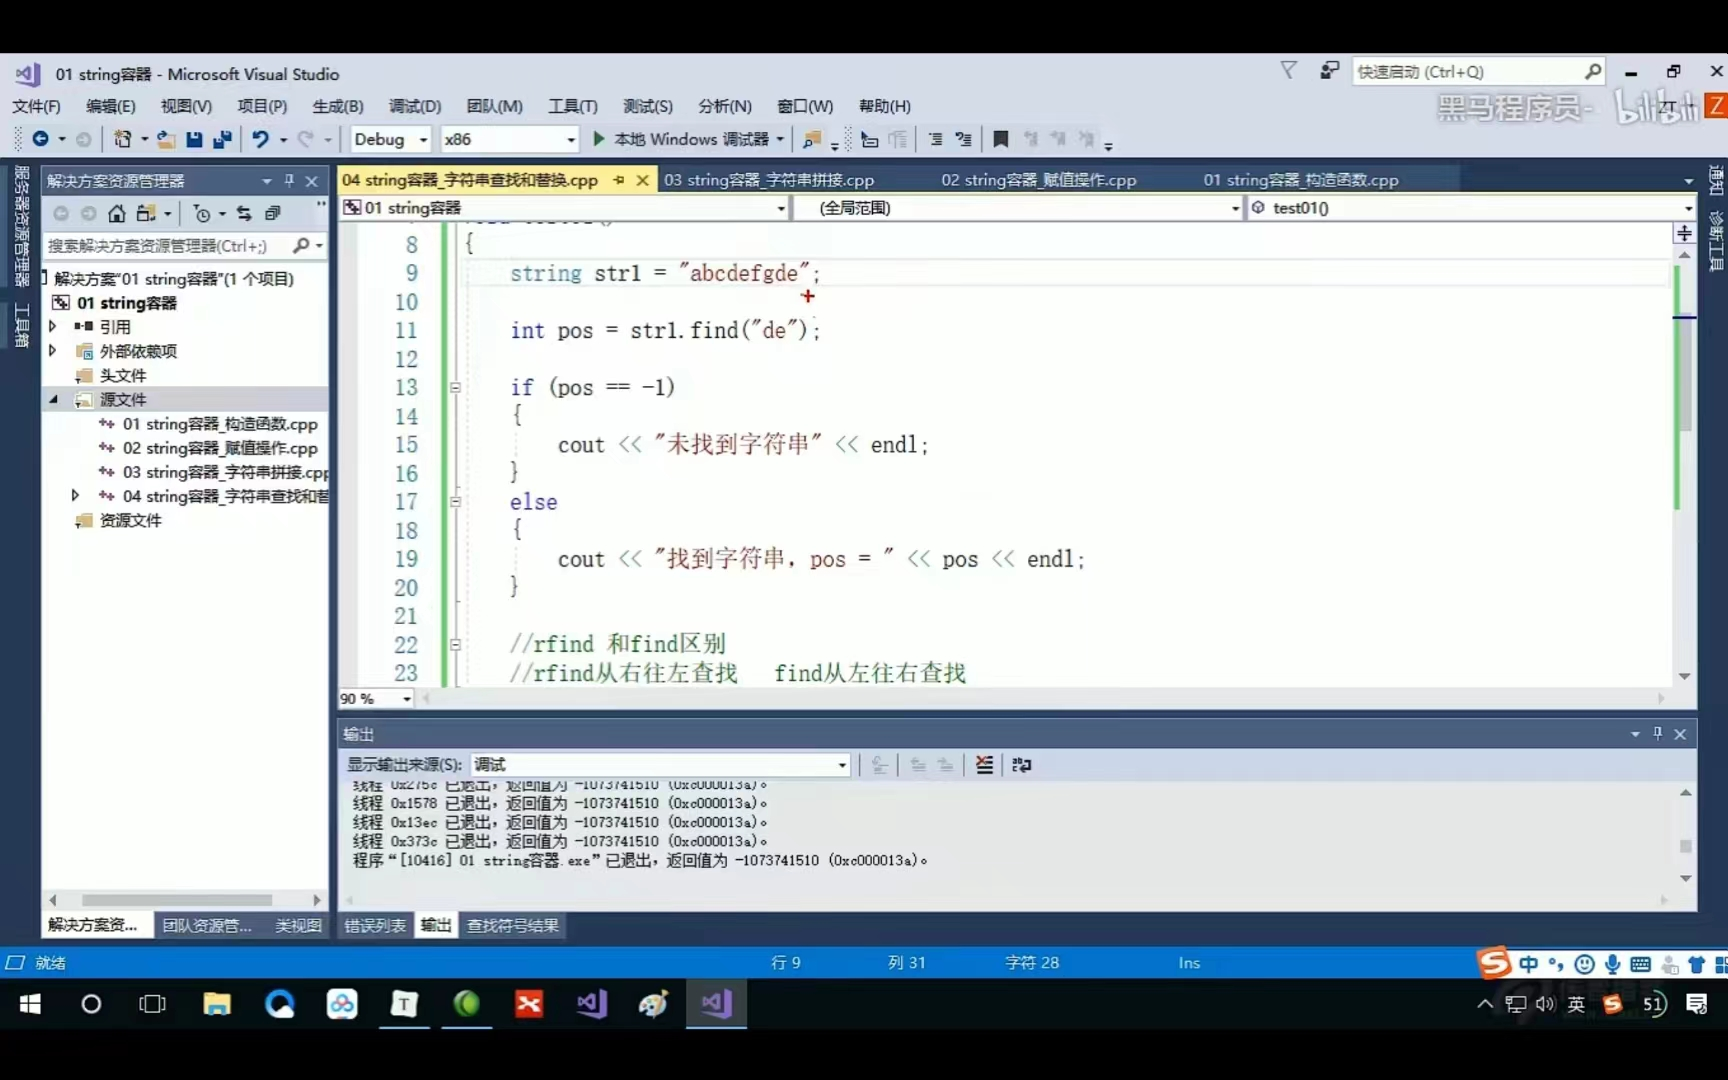 01 string容器 - Microsoft Visual Studio
快速启动 (Ctrl+Q)
文件(F) 编辑(E) 视图(V) 项目(P) 生成(B) 调试(D) 团队(M) 工具(T) 测试(S) 分析(N) 窗口(W) 帮助(H)
黑马程序员- bilibili
Z
Debug x86 本地 Windows 调试器
服务器资源管理器
工具箱
解决方案资源管理器
搜索解决方案资源管理器(Ctrl+;)
解决方案"01 string容器"(1 个项目)
01 string容器
引用
外部依赖项
头文件
源文件
01 string容器_构造函数.cpp
02 string容器_赋值操作.cpp
03 string容器_字符串拼接.cpp
04 string容器_字符串查找和替
资源文件
解决方案资... 团队资源管... 类视图
04 string容器_字符串查找和替换.cpp 03 string容器_字符串拼接.cpp 02 string容器_赋值操作.cpp 01 string容器_构造函数.cpp
01 string容器 (全局范围) test01()
8 {
9 string str1 = "abcdefgde";
10
11 int pos = str1.find("de");
12
13 if (pos == -1)
14 {
15 cout << "未找到字符串" << endl;
16 }
17 else
18 {
19 cout << "找到字符串，pos = " << pos << endl;
20 }
21
22 //rfind 和find区别
23 //rfind从右往左查找 find从左往右查找
90 %
输出
显示输出来源(S): 调试
线程 0x275c 已退出，返回值为 -1073741510 (0xc000013a)。
线程 0x1578 已退出，返回值为 -1073741510 (0xc000013a)。
线程 0x13ec 已退出，返回值为 -1073741510 (0xc000013a)。
线程 0x373c 已退出，返回值为 -1073741510 (0xc000013a)。
程序“[10416] 01 string容器.exe”已退出，返回值为 -1073741510 (0xc000013a)。
错误列表 输出 查找符号结果
通知
诊断工具
就绪 行 9 列 31 字符 28 Ins
中
英 51